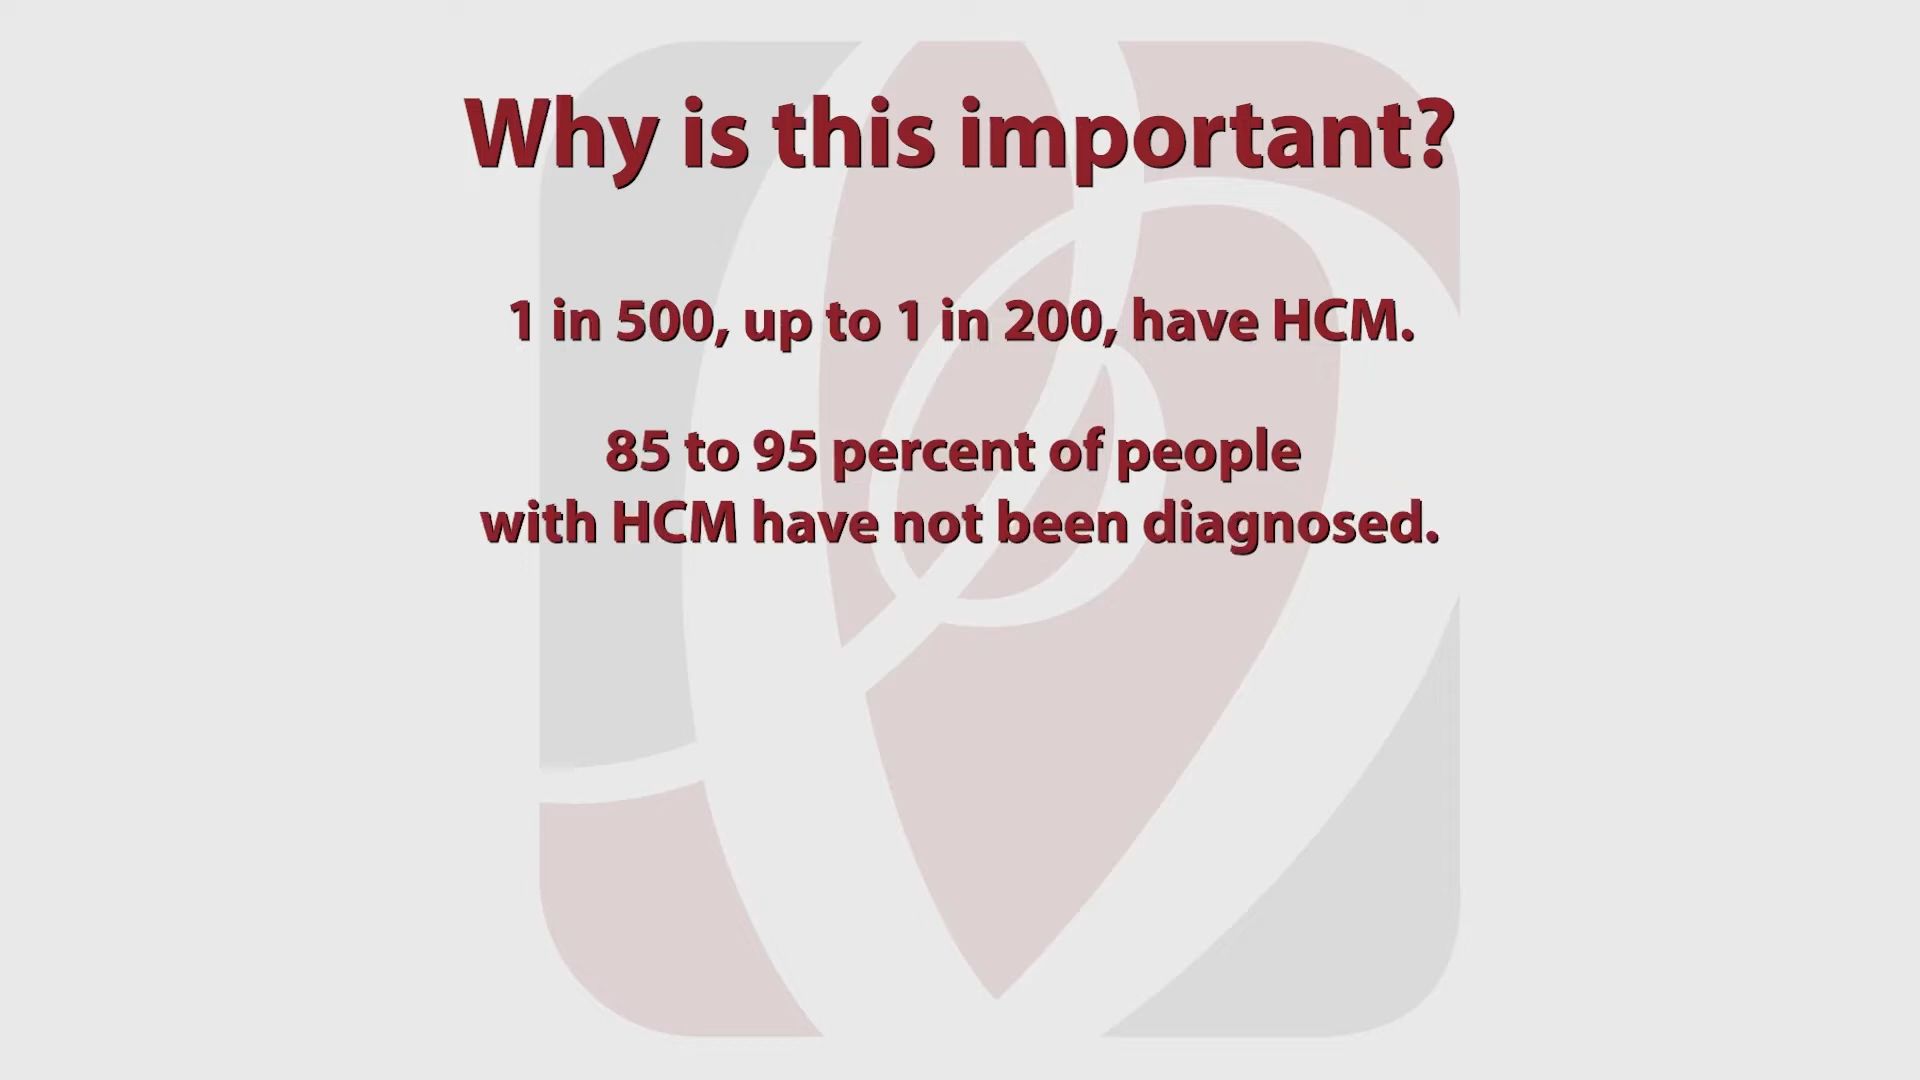 Why is this important?
1 in 500, up to 1 in 200, have HCM.
85 to 95 percent of people
with HCM have not been diagnosed.